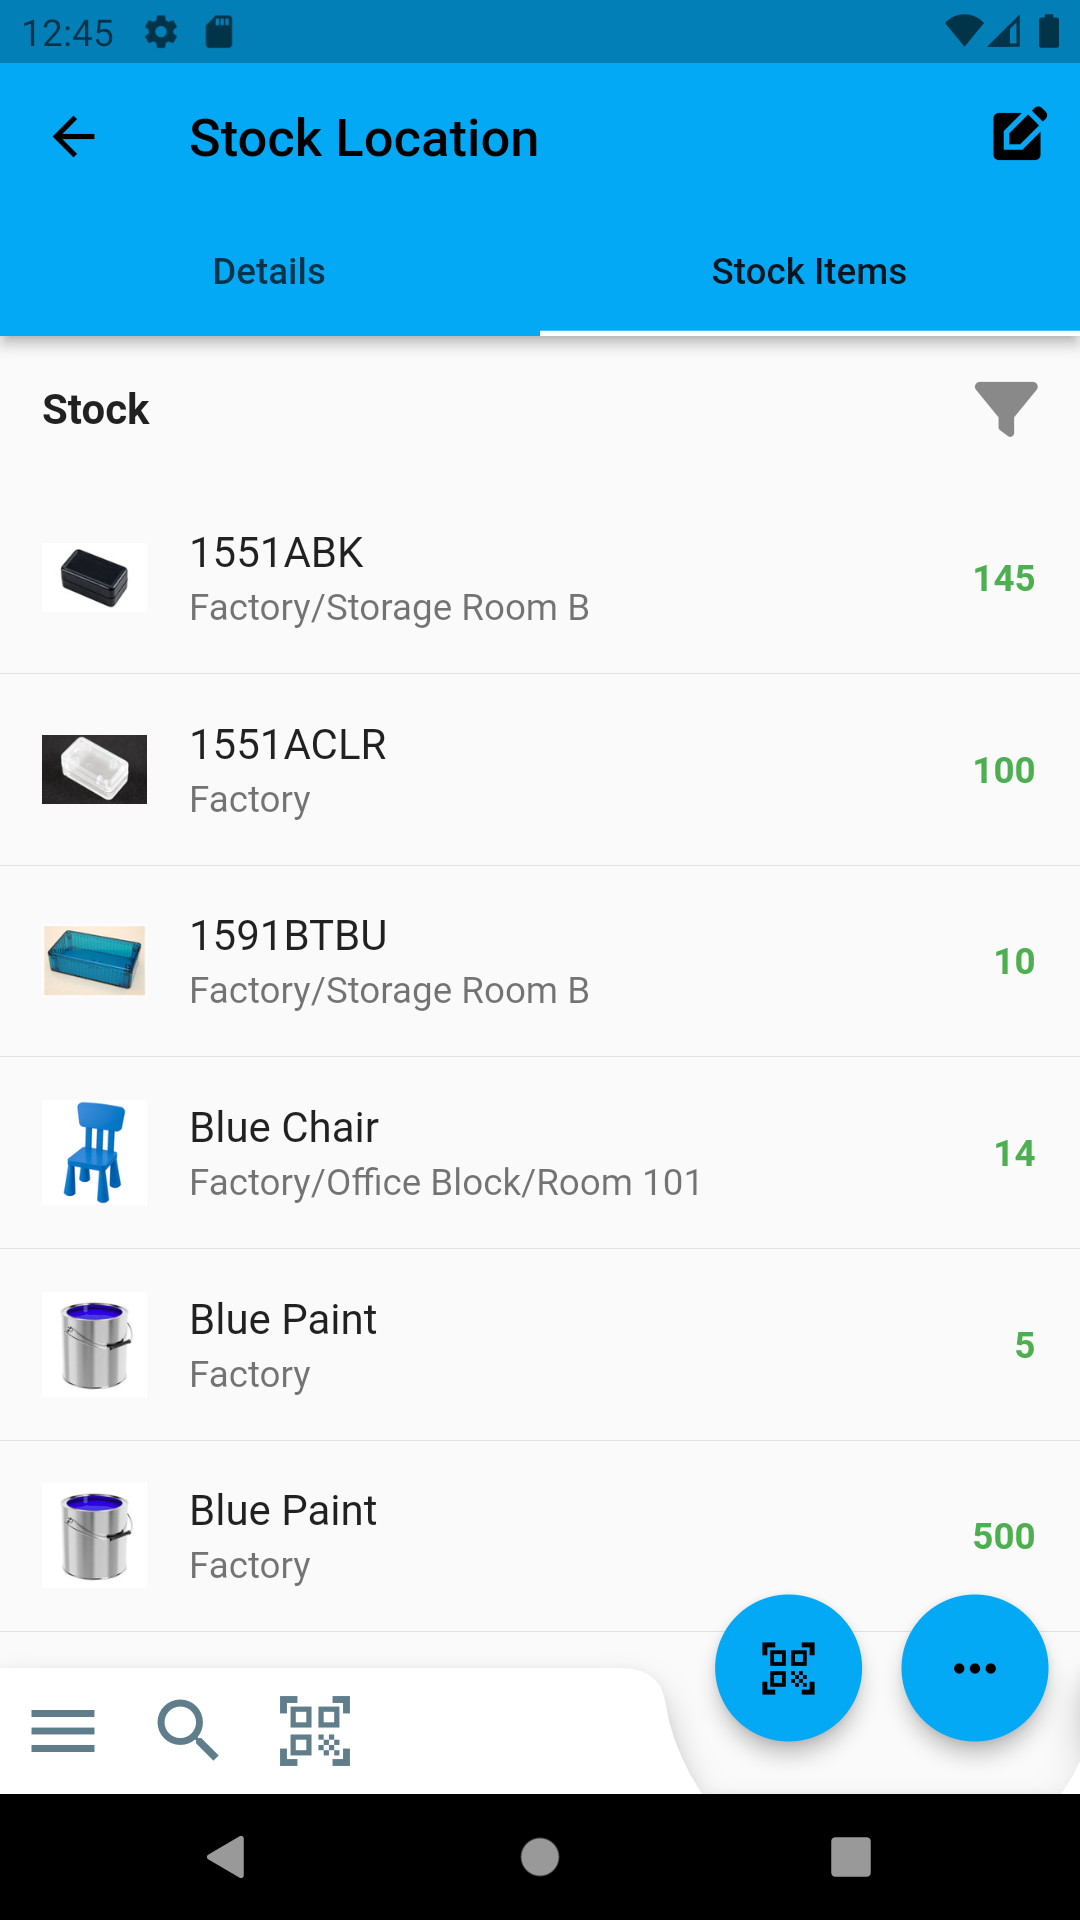 12:45
Stock Location
Details
Stock Items
Stock
1551ABK
Factory/Storage Room B
145
1551ACLR
Factory
100
1591BTBU
Factory/Storage Room B
10
Blue Chair
Factory/Office Block/Room 101
14
Blue Paint
Factory
5
Blue Paint
Factory
500